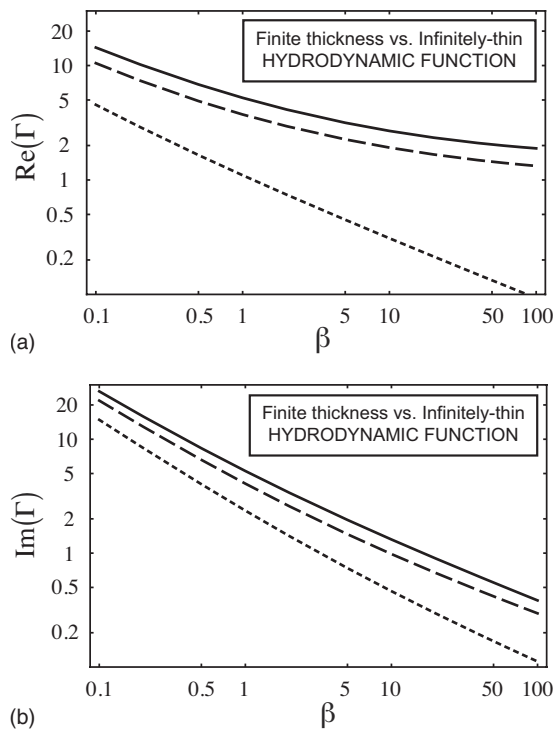 Finite thickness vs. Infinitely-thin
HYDRODYNAMIC FUNCTION
Re(Γ)
20
10
5
2
1
0.5
0.2
0.1 0.5 1 5 10 50 100
β
(a)
Finite thickness vs. Infinitely-thin
HYDRODYNAMIC FUNCTION
Im(Γ)
20
10
5
2
1
0.5
0.2
0.1 0.5 1 5 10 50 100
β
(b)